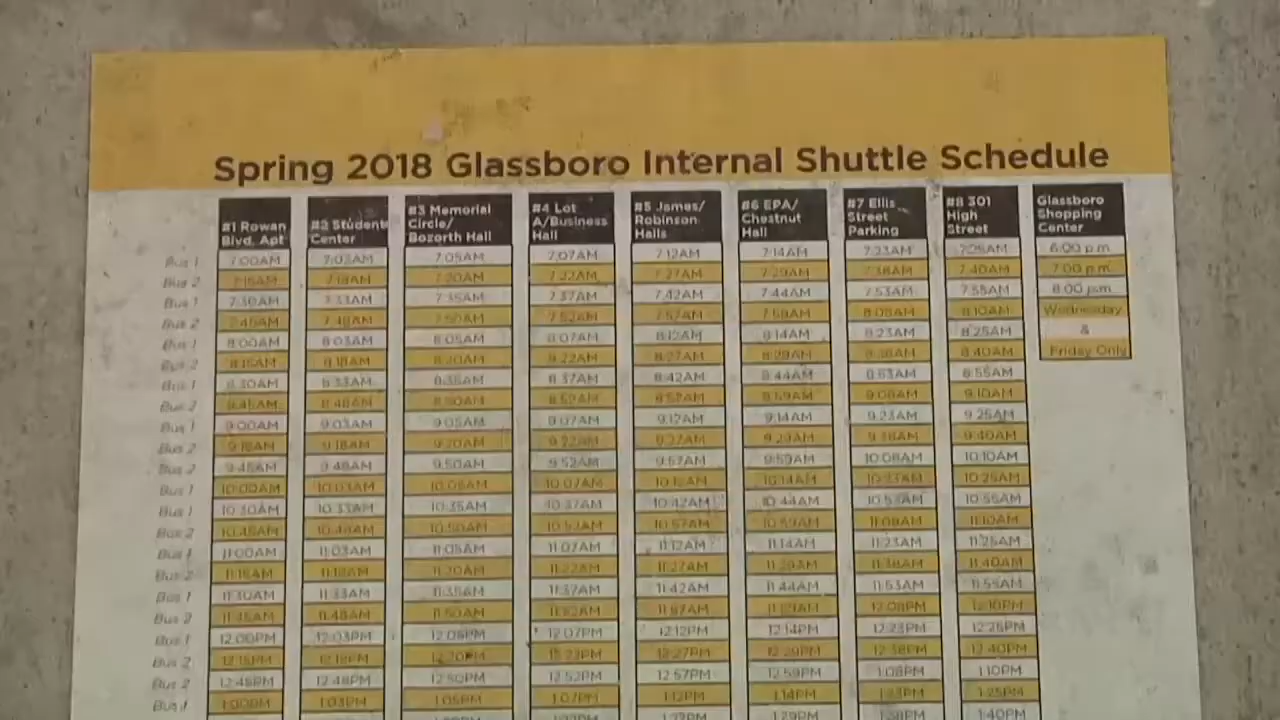 Spring 2018 Glassboro Internal Shuttle Schedule
#1 Rowan Blvd. Apt #2 Student Center #3 Memorial Circle/ Bozorth Hall #4 Lot A/Business Hall #5 James/ Robinson Halls #6 EPA/ Chestnut Hall #7 Ellis Street Parking #8 301 High Street Glassboro Shopping Center
Bus 1 7:00AM 7:03AM 7:05AM 7:07AM 7:12AM 7:14AM 7:23AM 7:25AM 6:00 p.m.
Bus 2 7:15AM 7:18AM 7:20AM 7:22AM 7:27AM 7:29AM 7:38AM 7:40AM 7:00 p.m.
Bus 1 7:30AM 7:33AM 7:35AM 7:37AM 7:42AM 7:44AM 7:53AM 7:55AM 8:00 p.m.
Bus 2 7:45AM 7:48AM 7:50AM 7:52AM 7:57AM 7:59AM 8:08AM 8:10AM Wednesday
Bus 1 8:00AM 8:03AM 8:05AM 8:07AM 8:12AM 8:14AM 8:23AM 8:25AM &
Bus 2 8:15AM 8:18AM 8:20AM 8:22AM 8:27AM 8:29AM 8:38AM 8:40AM Friday Only
Bus 1 8:30AM 8:33AM 8:35AM 8:37AM 8:42AM 8:44AM 8:53AM 8:55AM
Bus 2 8:45AM 8:48AM 8:50AM 8:52AM 8:57AM 8:59AM 9:08AM 9:10AM
Bus 1 9:00AM 9:03AM 9:05AM 9:07AM 9:12AM 9:14AM 9:23AM 9:25AM
Bus 2 9:15AM 9:18AM 9:20AM 9:22AM 9:27AM 9:29AM 9:38AM 9:40AM
Bus 2 9:45AM 9:48AM 9:50AM 9:52AM 9:57AM 9:59AM 10:08AM 10:10AM
Bus 1 10:00AM 10:03AM 10:05AM 10:07AM 10:12AM 10:14AM 10:23AM 10:25AM
Bus 1 10:30AM 10:33AM 10:35AM 10:37AM 10:42AM 10:44AM 10:53AM 10:55AM
Bus 2 10:45AM 10:48AM 10:50AM 10:52AM 10:57AM 10:59AM 11:08AM 11:10AM
Bus 1 11:00AM 11:03AM 11:05AM 11:07AM 11:12AM 11:14AM 11:23AM 11:25AM
Bus 2 11:15AM 11:18AM 11:20AM 11:22AM 11:27AM 11:29AM 11:38AM 11:40AM
Bus 1 11:30AM 11:33AM 11:35AM 11:37AM 11:42AM 11:44AM 11:53AM 11:55AM
Bus 2 11:45AM 11:48AM 11:50AM 11:52AM 11:57AM 11:59AM 12:08PM 12:10PM
Bus 1 12:00PM 12:03PM 12:05PM 12:07PM 12:12PM 12:14PM 12:23PM 12:25PM
Bus 2 12:15PM 12:18PM 12:20PM 12:22PM 12:27PM 12:29PM 12:38PM 12:40PM
Bus 2 12:45PM 12:48PM 12:50PM 12:52PM 12:57PM 12:59PM 1:08PM 1:10PM
Bus 1 1:00PM 1:03PM 1:05PM 1:07PM 1:12PM 1:14PM 1:23PM 1:25PM
1:29PM 1:38PM 1:40PM